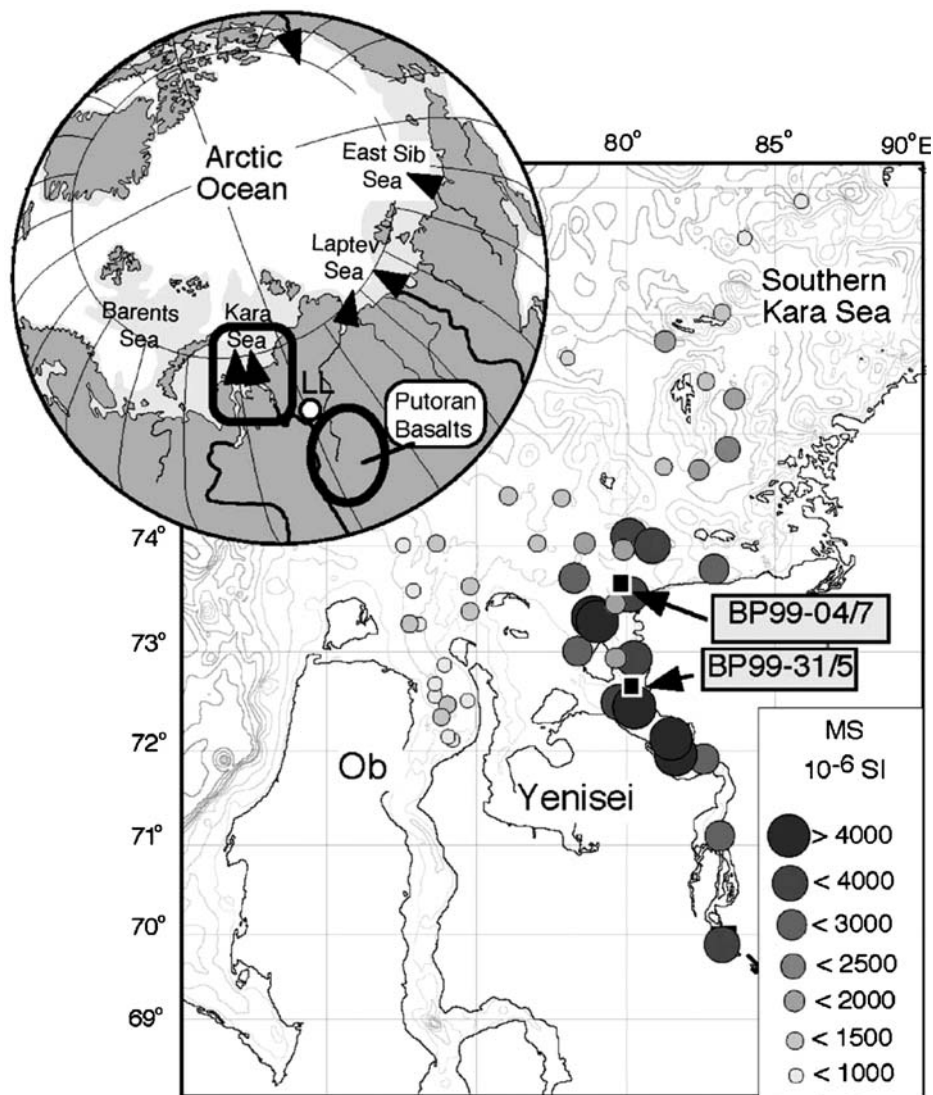 80°
85°
90°E
Arctic
Ocean
East Sib
Sea
Laptev
Sea
Barents
Sea
Kara
Sea
LL
Putoran
Basalts
Southern
Kara Sea
74°
73°
72°
71°
70°
69°
BP99-04/7
BP99-31/5
Ob
Yenisei
MS
10-6 SI
> 4000
< 4000
< 3000
< 2500
< 2000
< 1500
< 1000